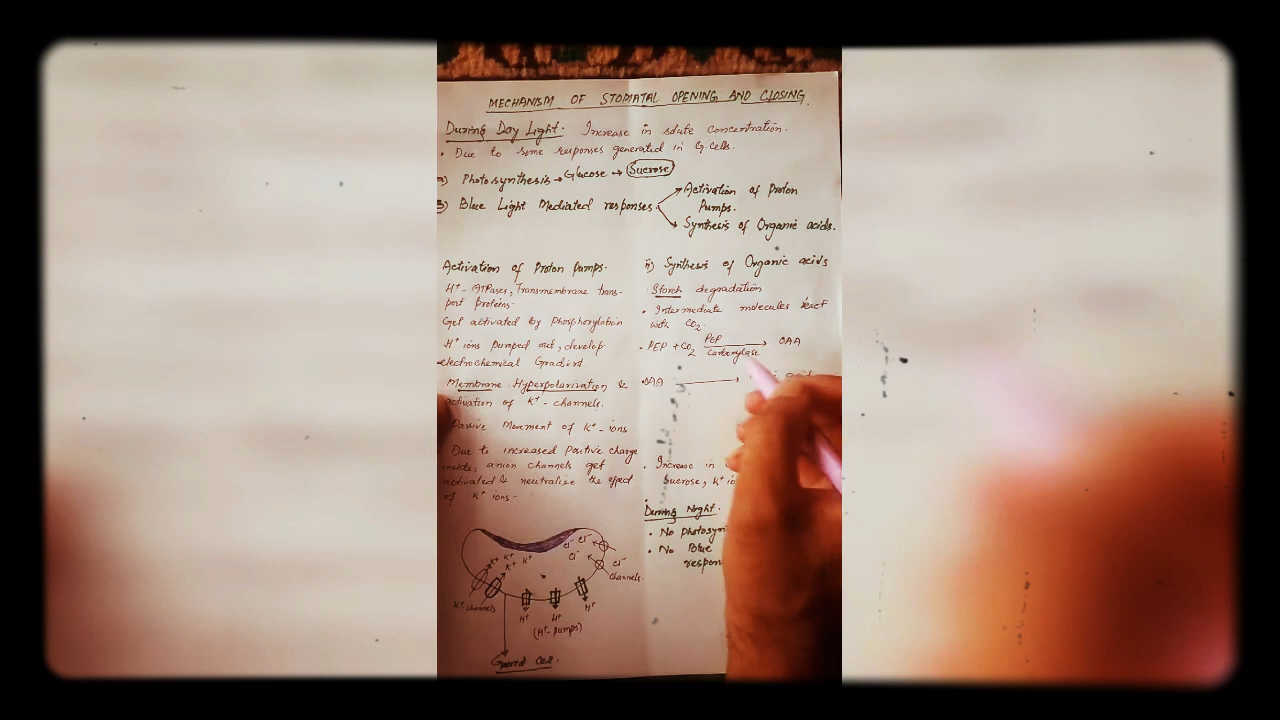 MECHANISM OF STOMATAL OPENING AND CLOSING.
During Day Light. Increase in solute concentration.
• Due to some responses generated in G.cells.
Photosynthesis → Glucose → Sucrose
Blue Light Mediated responses
Activation of Proton
Pumps.
Synthesis of Organic acids.
Activation of Proton Pumps.
H⁺-ATPases, Transmembrane trans-
port proteins.
Get activated by Phosphorylation
H⁺ ions pumped out, develop
electrochemical Gradient
Membrane Hyperpolarization &
activation of K⁺-channels.
Passive Movement of K⁺-ions
Due to increased positive charge
inside, anion channels get
activated & neutralize the effect
of K⁺ ions-
ii) Synthesis of Organic acids
Starch degradation
• Intermediate molecules react
with CO₂.
• PEP + CO₂ PEP Carboxylase → OAA
• OAA →
• Increase in
Sucrose, K⁺
During Night.
• No
• No Blue
K⁺ K⁺ K⁺ K⁺
Cl⁻ Cl⁻ Cl⁻
Cl⁻
channels.
K⁺-channels
H⁺ H⁺ H⁺
(H⁺-pumps)
Guard Cell.